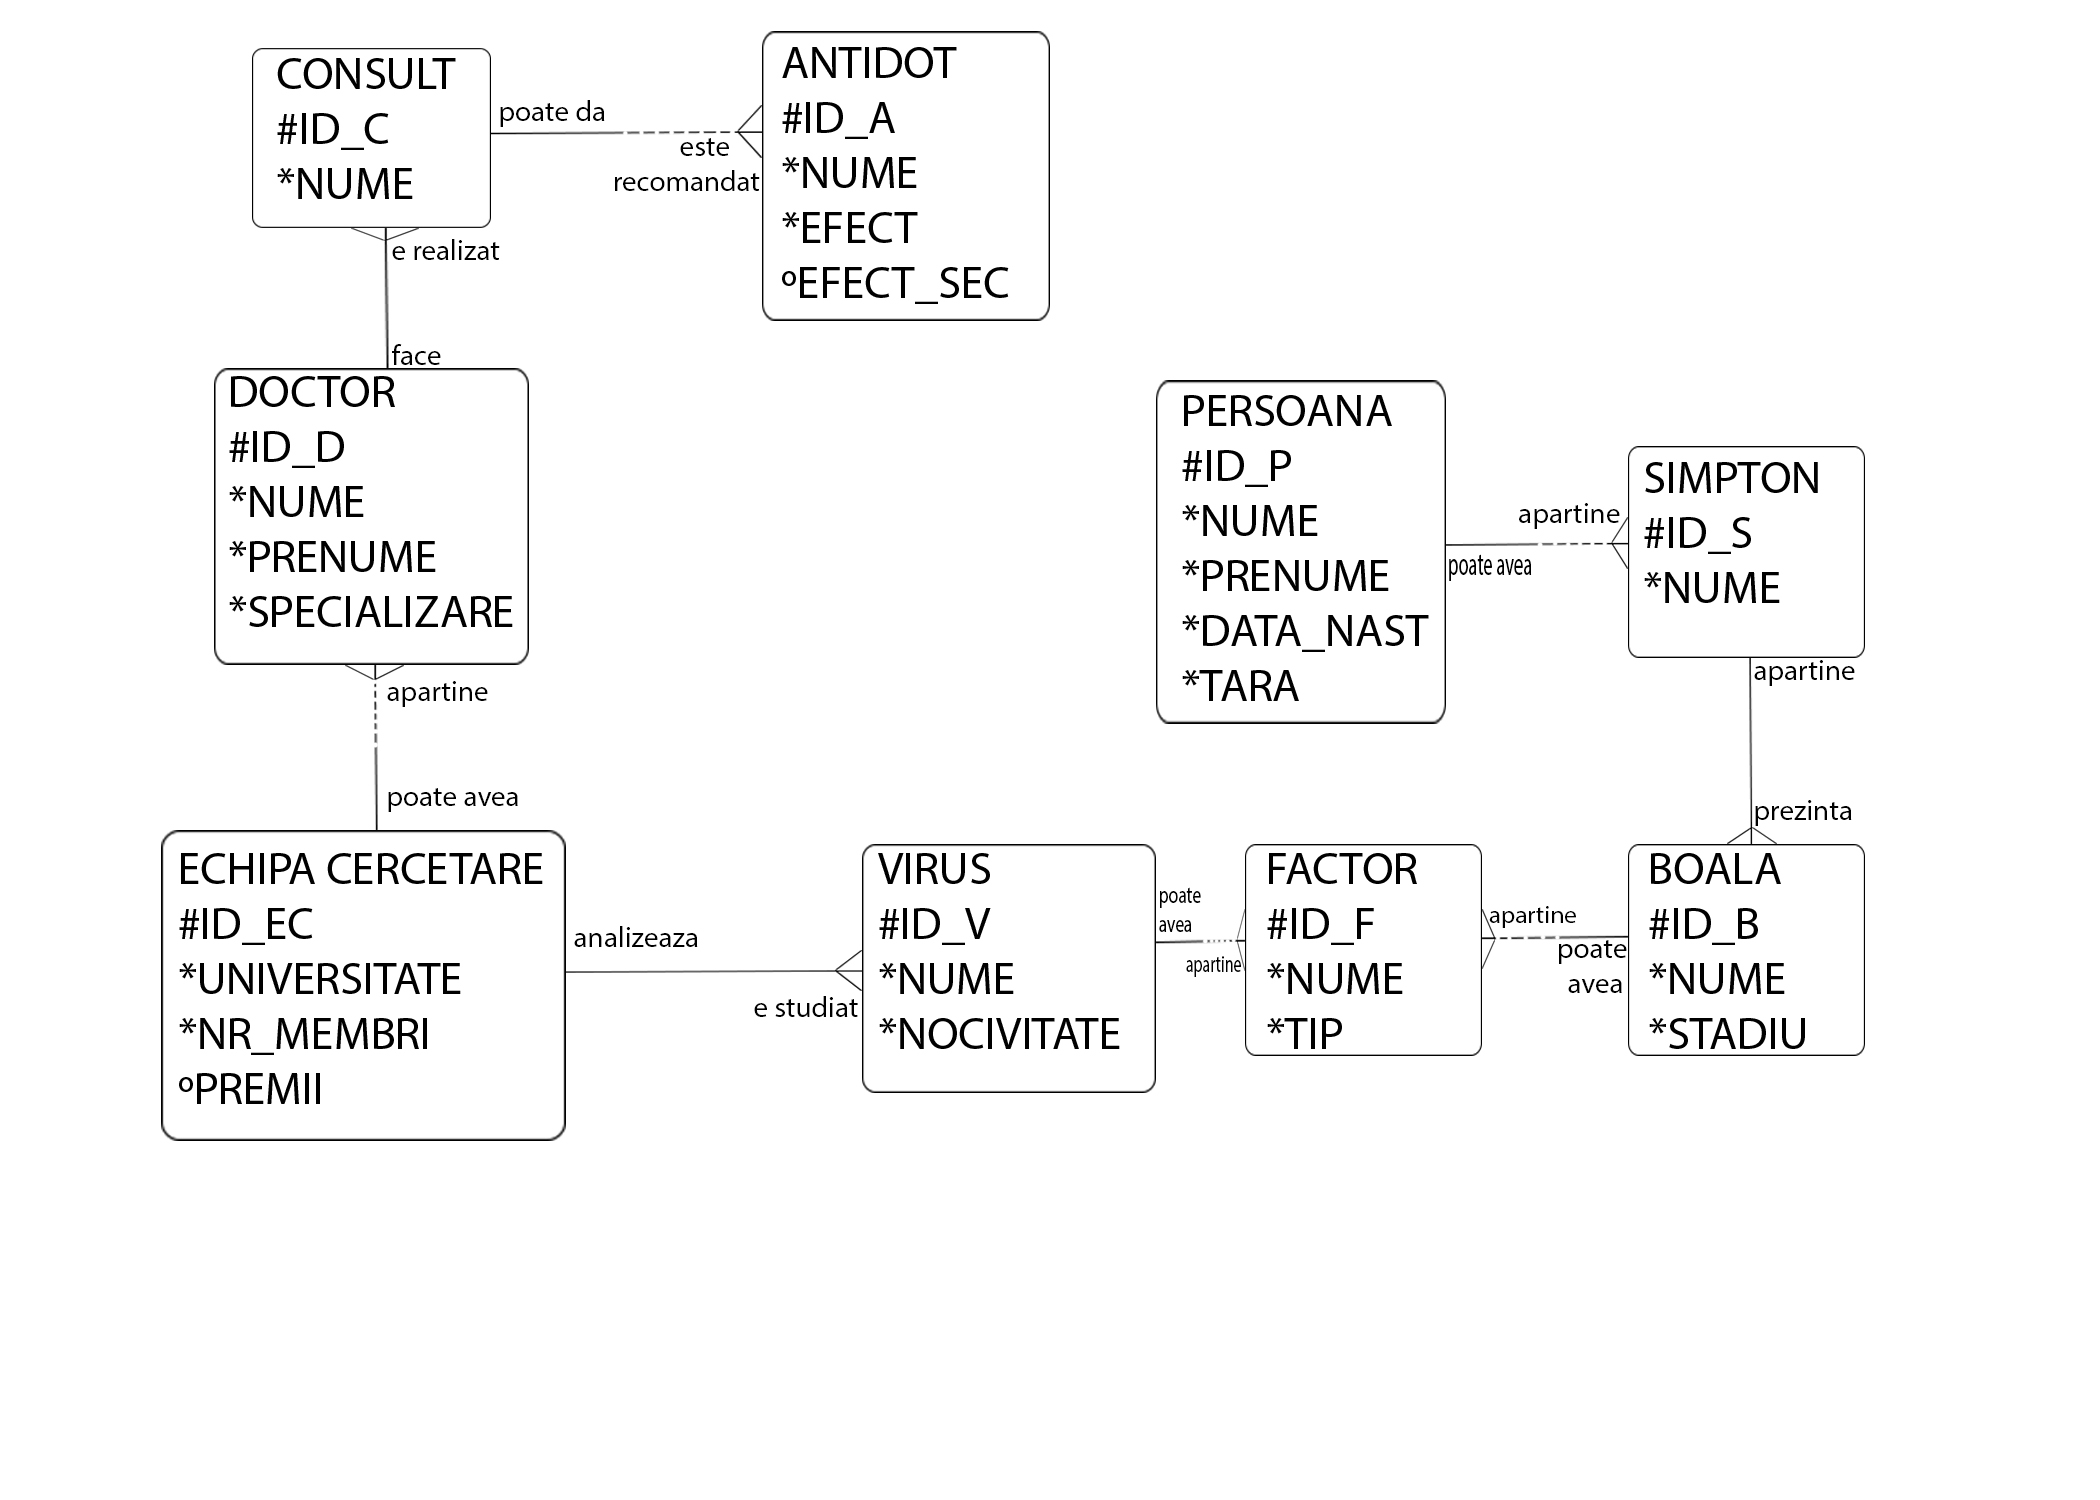 CONSULT
#ID_C
*NUME
poate da
este
recomandat
ANTIDOT
#ID_A
*NUME
*EFECT
ºEFECT_SEC
e realizat
face
DOCTOR
#ID_D
*NUME
*PRENUME
*SPECIALIZARE
apartine
poate avea
PERSOANA
#ID_P
*NUME
*PRENUME
*DATA_NAST
*TARA
apartine
poate avea
SIMPTON
#ID_S
*NUME
apartine
prezinta
ECHIPA CERCETARE
#ID_EC
*UNIVERSITATE
*NR_MEMBRI
ºPREMII
analizeaza
e studiat
VIRUS
#ID_V
*NUME
*NOCIVITATE
poate
avea
apartine
FACTOR
#ID_F
*NUME
*TIP
apartine
poate
avea
BOALA
#ID_B
*NUME
*STADIU